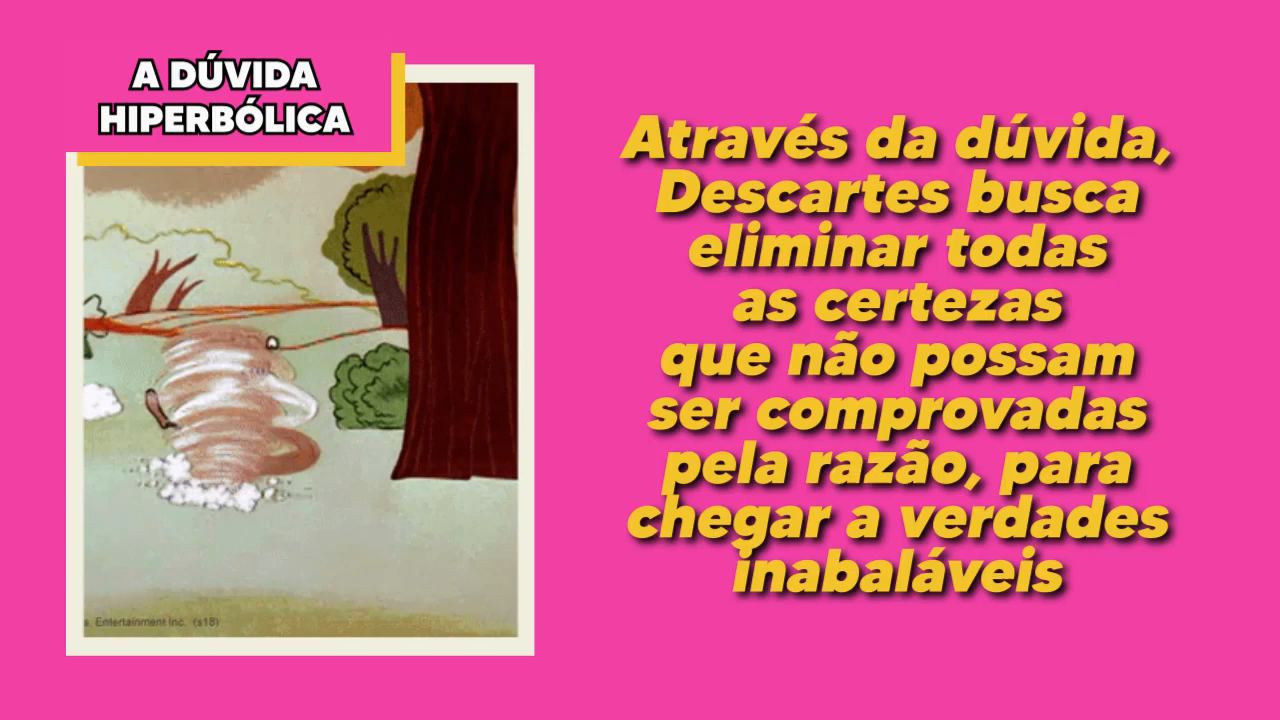 A DÚVIDA
HIPERBÓLICA
Através da dúvida,
Descartes busca
eliminar todas
as certezas
que não possam
ser comprovadas
pela razão, para
chegar a verdades
inabaláveis
s. Entertainment Inc. (s18)